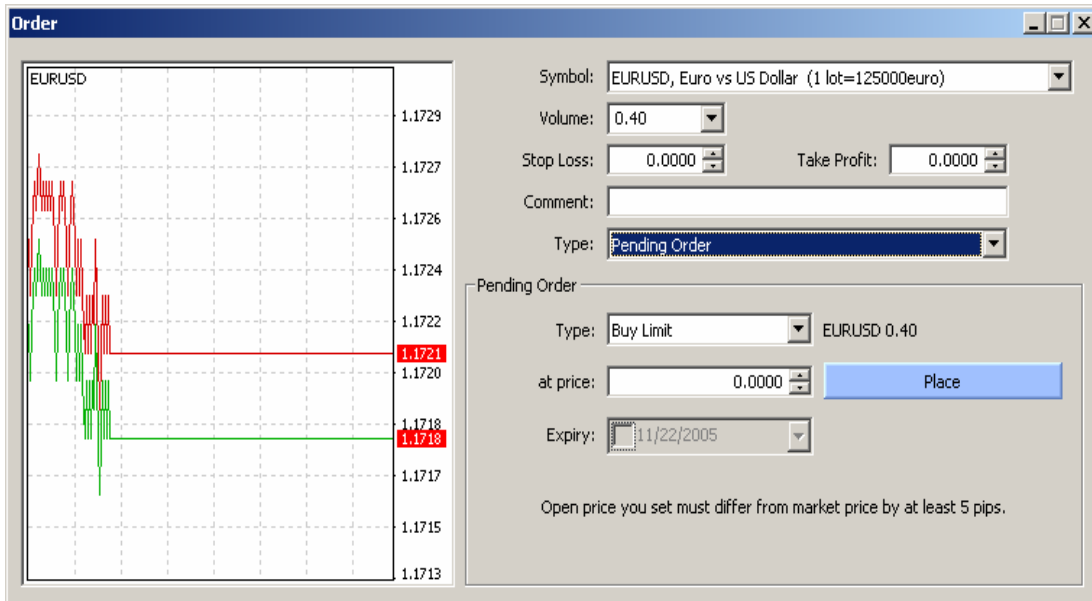 Order
EURUSD
1.1729
1.1727
1.1726
1.1724
1.1722
1.1721
1.1720
1.1718
1.1718
1.1717
1.1715
1.1713
Symbol: EURUSD, Euro vs US Dollar (1 lot=125000euro)
Volume: 0.40
Stop Loss: 0.0000 Take Profit: 0.0000
Comment:
Type: Pending Order
Pending Order
Type: Buy Limit EURUSD 0.40
at price: 0.0000 Place
Expiry: 11/22/2005
Open price you set must differ from market price by at least 5 pips.